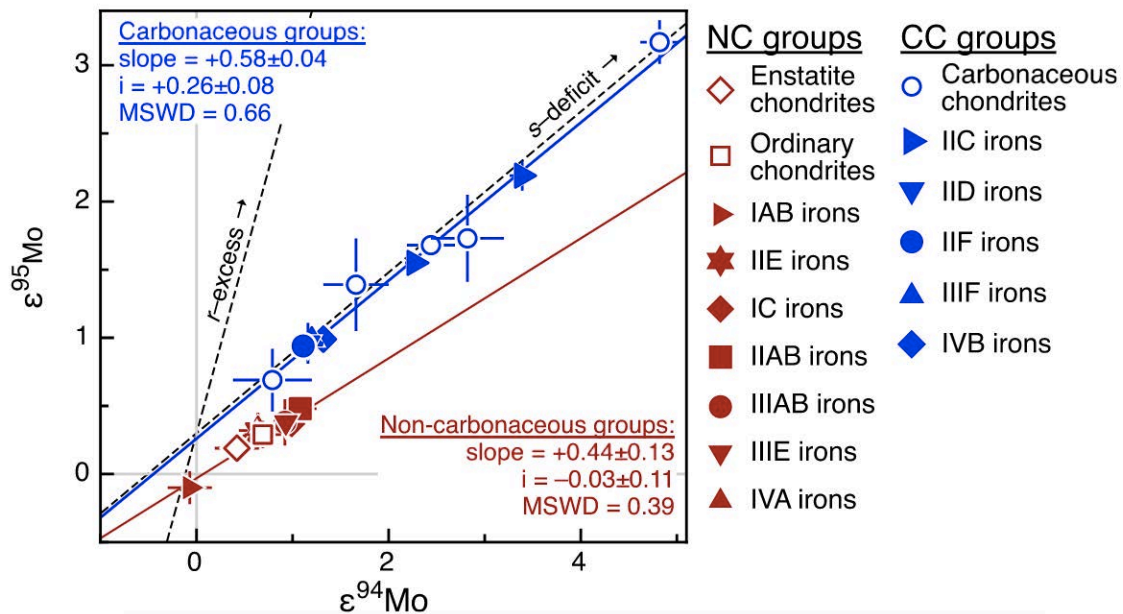 Carbonaceous groups:
slope = +0.58±0.04
i = +0.26±0.08
MSWD = 0.66
s–deficit →
r–excess →
Non-carbonaceous groups:
slope = +0.44±0.13
i = −0.03±0.11
MSWD = 0.39
3
2
1
0
ε95Mo
0
2
4
ε94Mo
NC groups
Enstatite
chondrites
Ordinary
chondrites
IAB irons
IIE irons
IC irons
IIAB irons
IIIAB irons
IIIE irons
IVA irons
CC groups
Carbonaceous
chondrites
IIC irons
IID irons
IIF irons
IIIF irons
IVB irons